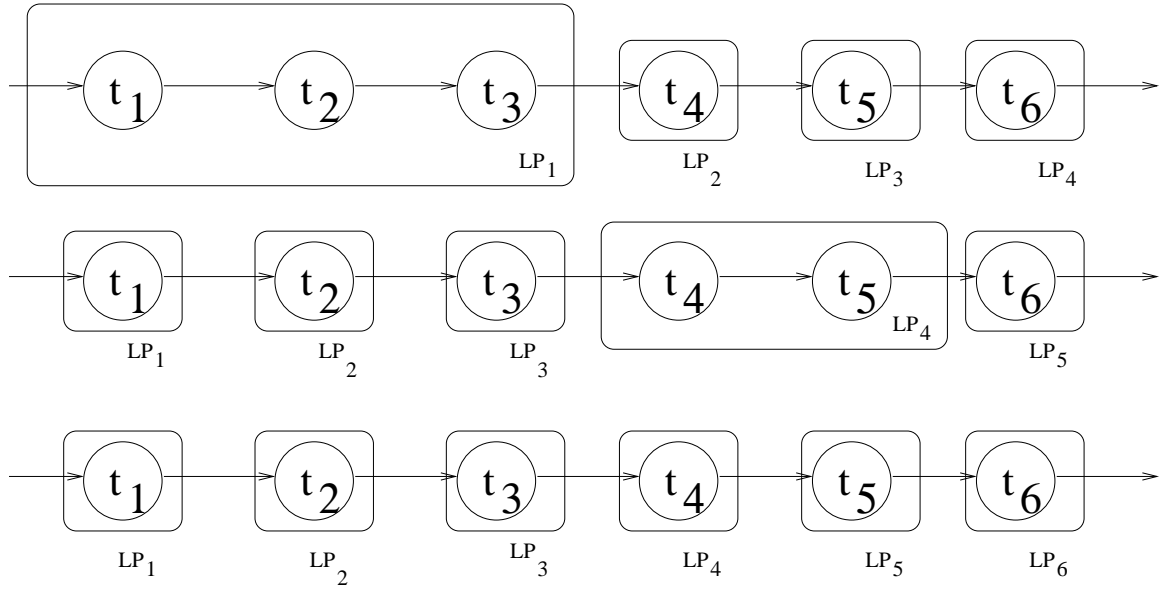 t1 t2 t3 t4 t5 t6
LP1 LP2 LP3 LP4
t1 t2 t3 t4 t5 t6
LP1 LP2 LP3 LP4 LP5
t1 t2 t3 t4 t5 t6
LP1 LP2 LP3 LP4 LP5 LP6